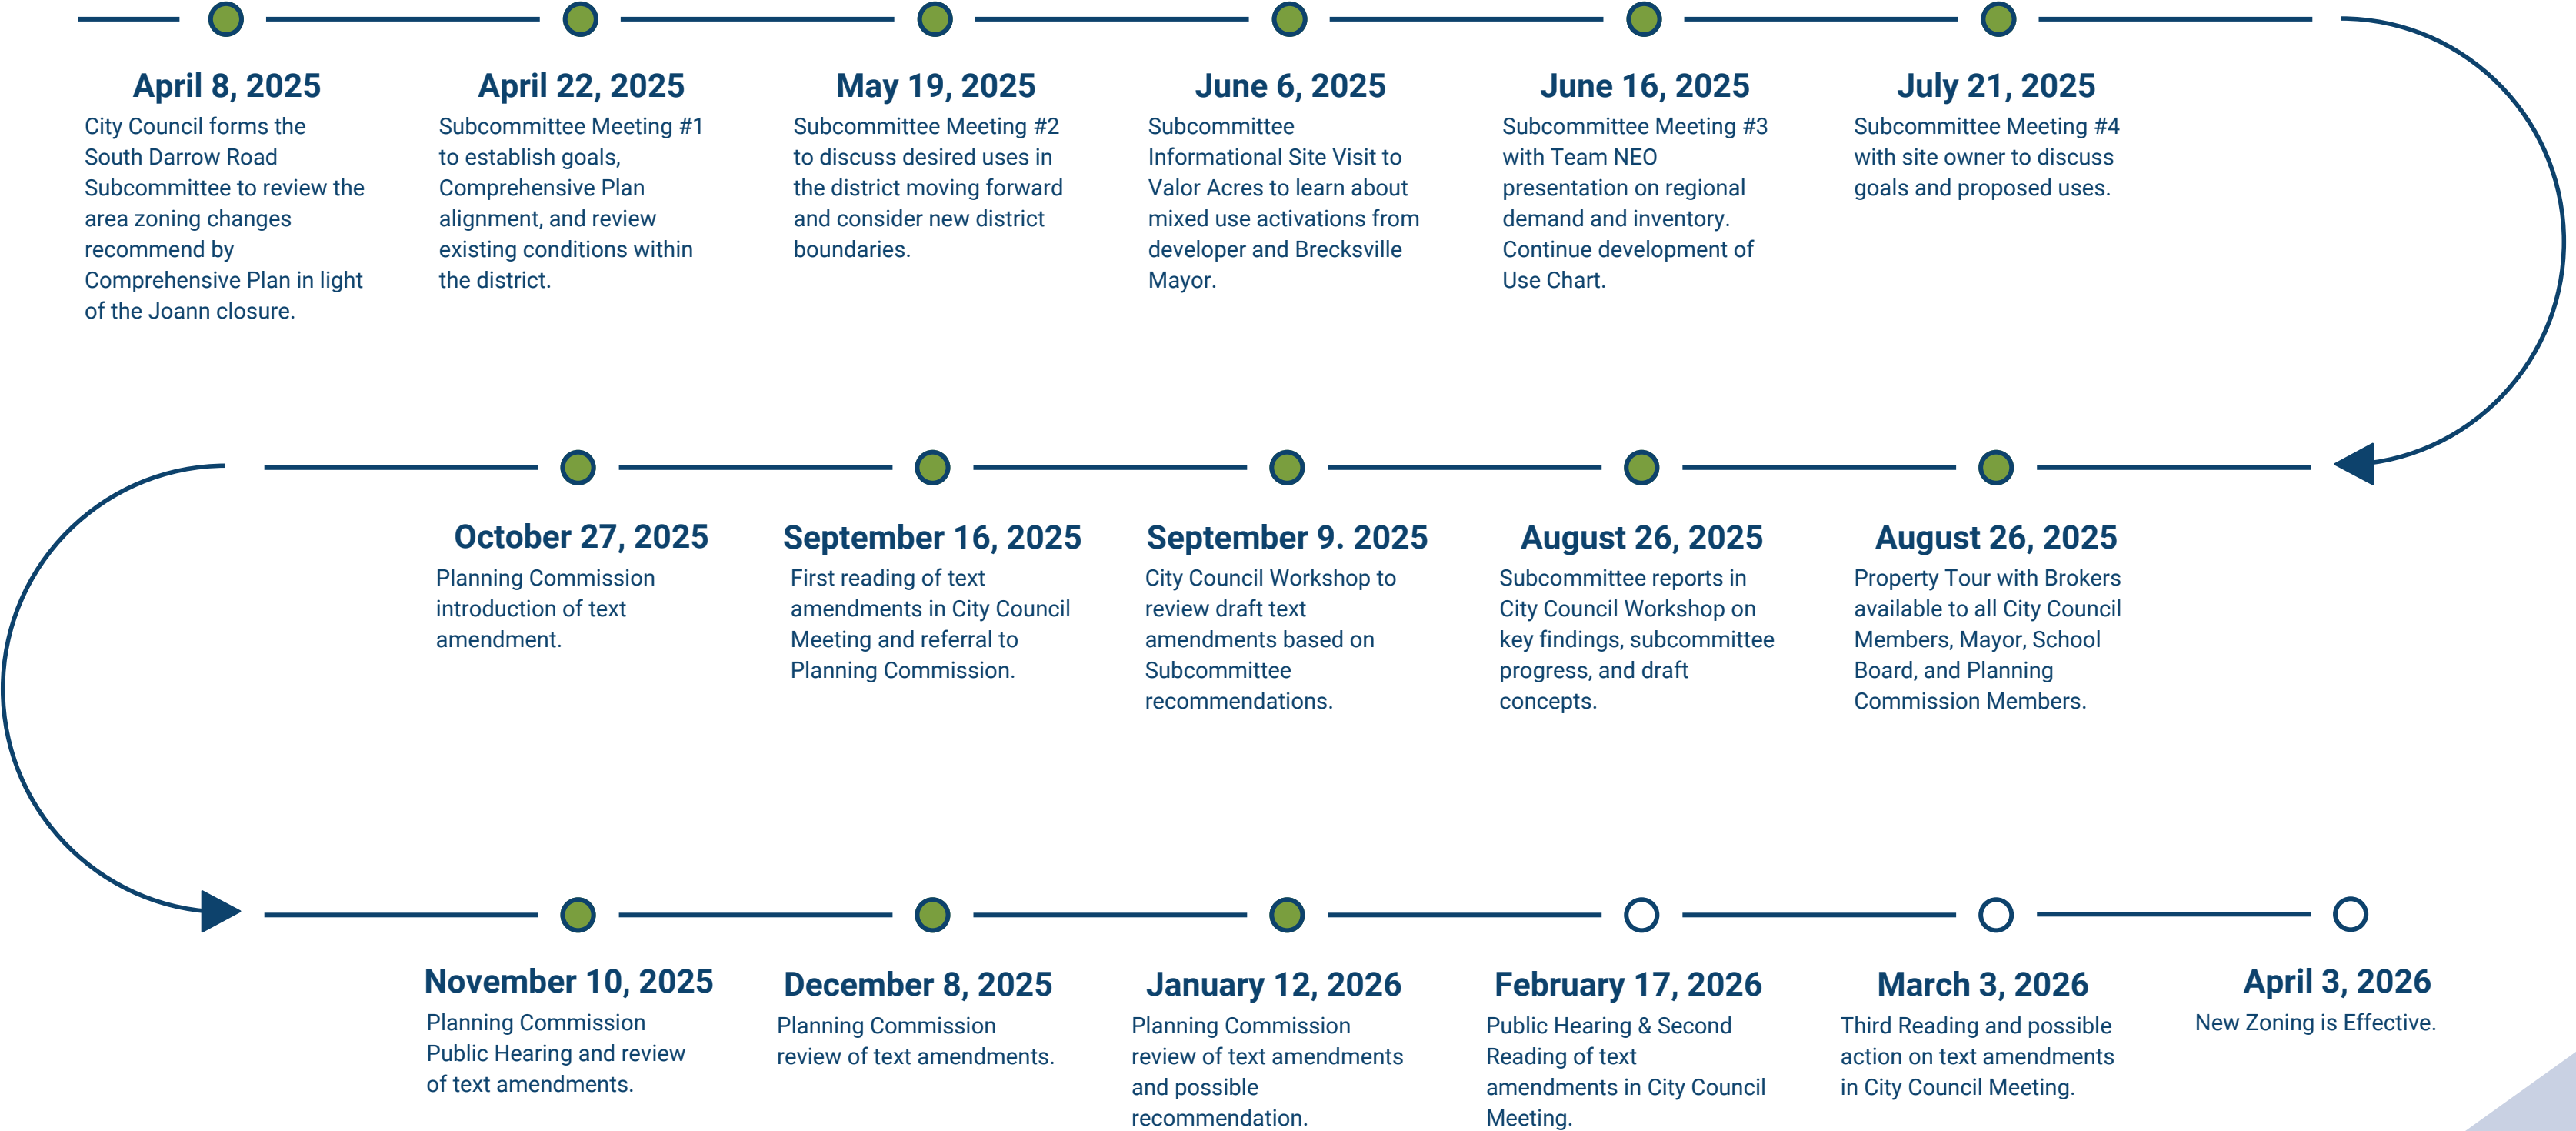 April 8, 2025
City Council forms the
South Darrow Road
Subcommittee to review the
area zoning changes
recommend by
Comprehensive Plan in light
of the Joann closure.
April 22, 2025
Subcommittee Meeting #1
to establish goals,
Comprehensive Plan
alignment, and review
existing conditions within
the district.
May 19, 2025
Subcommittee Meeting #2
to discuss desired uses in
the district moving forward
and consider new district
boundaries.
June 6, 2025
Subcommittee
Informational Site Visit to
Valor Acres to learn about
mixed use activations from
developer and Brecksville
Mayor.
June 16, 2025
Subcommittee Meeting #3
with Team NEO
presentation on regional
demand and inventory.
Continue development of
Use Chart.
July 21, 2025
Subcommittee Meeting #4
with site owner to discuss
goals and proposed uses.
August 26, 2025
Property Tour with Brokers
available to all City Council
Members, Mayor, School
Board, and Planning
Commission Members.
August 26, 2025
Subcommittee reports in
City Council Workshop on
key findings, subcommittee
progress, and draft
concepts.
September 9. 2025
City Council Workshop to
review draft text
amendments based on
Subcommittee
recommendations.
September 16, 2025
First reading of text
amendments in City Council
Meeting and referral to
Planning Commission.
October 27, 2025
Planning Commission
introduction of text
amendment.
November 10, 2025
Planning Commission
Public Hearing and review
of text amendments.
December 8, 2025
Planning Commission
review of text amendments.
January 12, 2026
Planning Commission
review of text amendments
and possible
recommendation.
February 17, 2026
Public Hearing & Second
Reading of text
amendments in City Council
Meeting.
March 3, 2026
Third Reading and possible
action on text amendments
in City Council Meeting.
April 3, 2026
New Zoning is Effective.